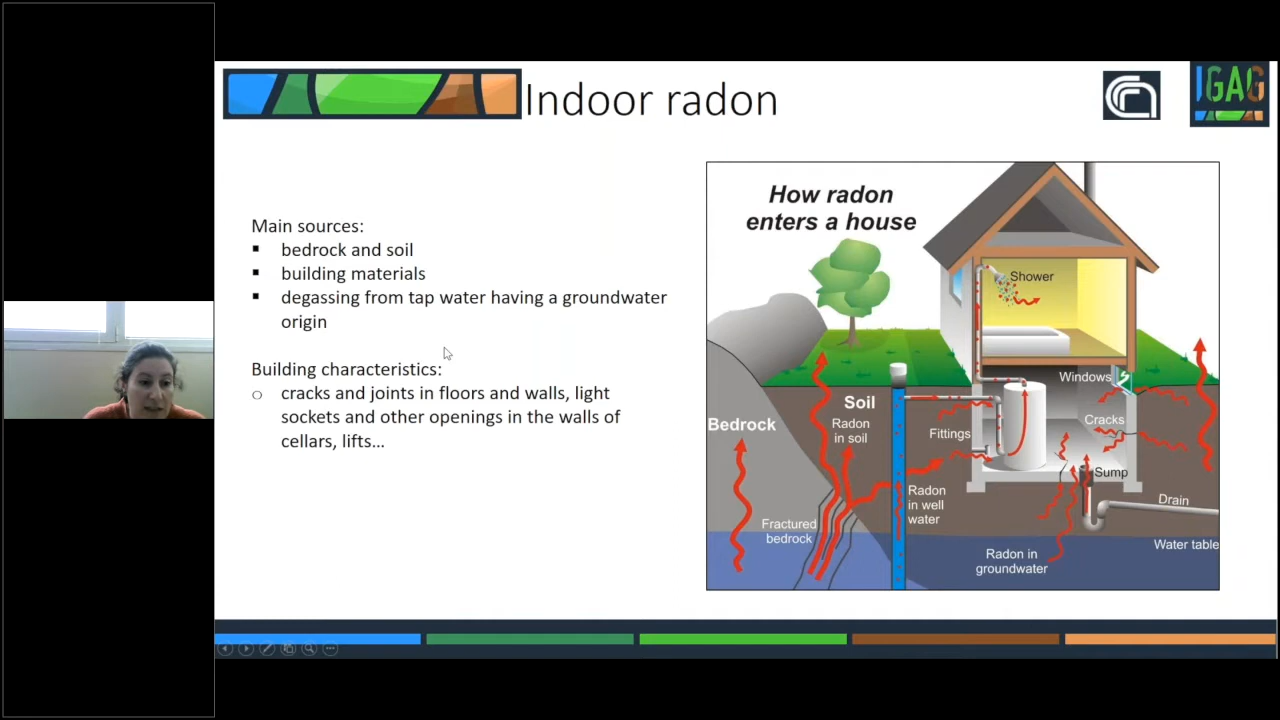 Indoor radon
IGAG
Main sources:
bedrock and soil
building materials
degassing from tap water having a groundwater
origin
Building characteristics:
cracks and joints in floors and walls, light
sockets and other openings in the walls of
cellars, lifts...
How radon
enters a house
Shower
Windows
Soil
Bedrock
Radon
in soil
Fittings
Cracks
Sump
Radon
in well
water
Drain
Fractured
bedrock
Water table
Radon in
groundwater